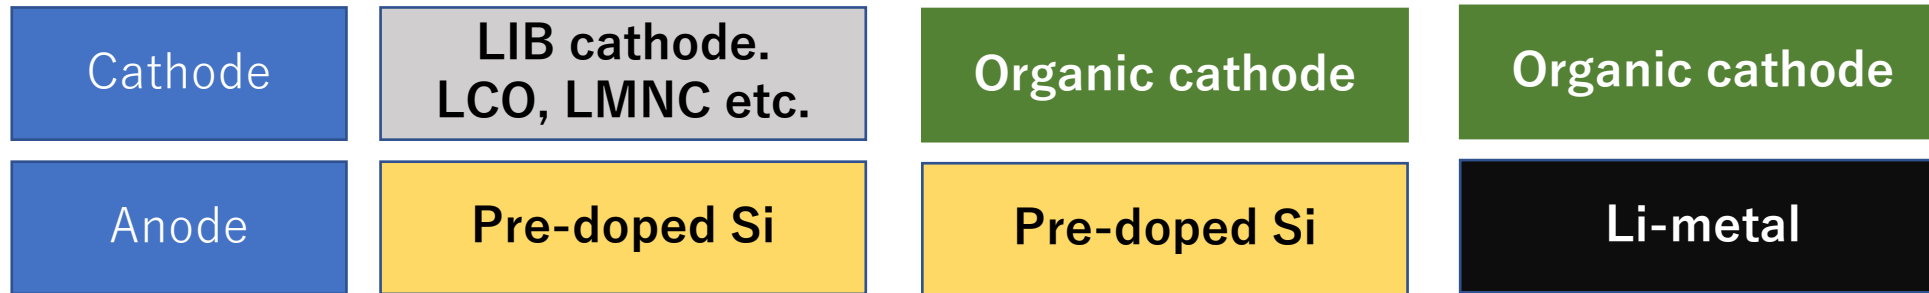 Cathode
LIB cathode.
LCO, LMNC etc.
Organic cathode
Organic cathode
Anode
Pre-doped Si
Pre-doped Si
Li-metal